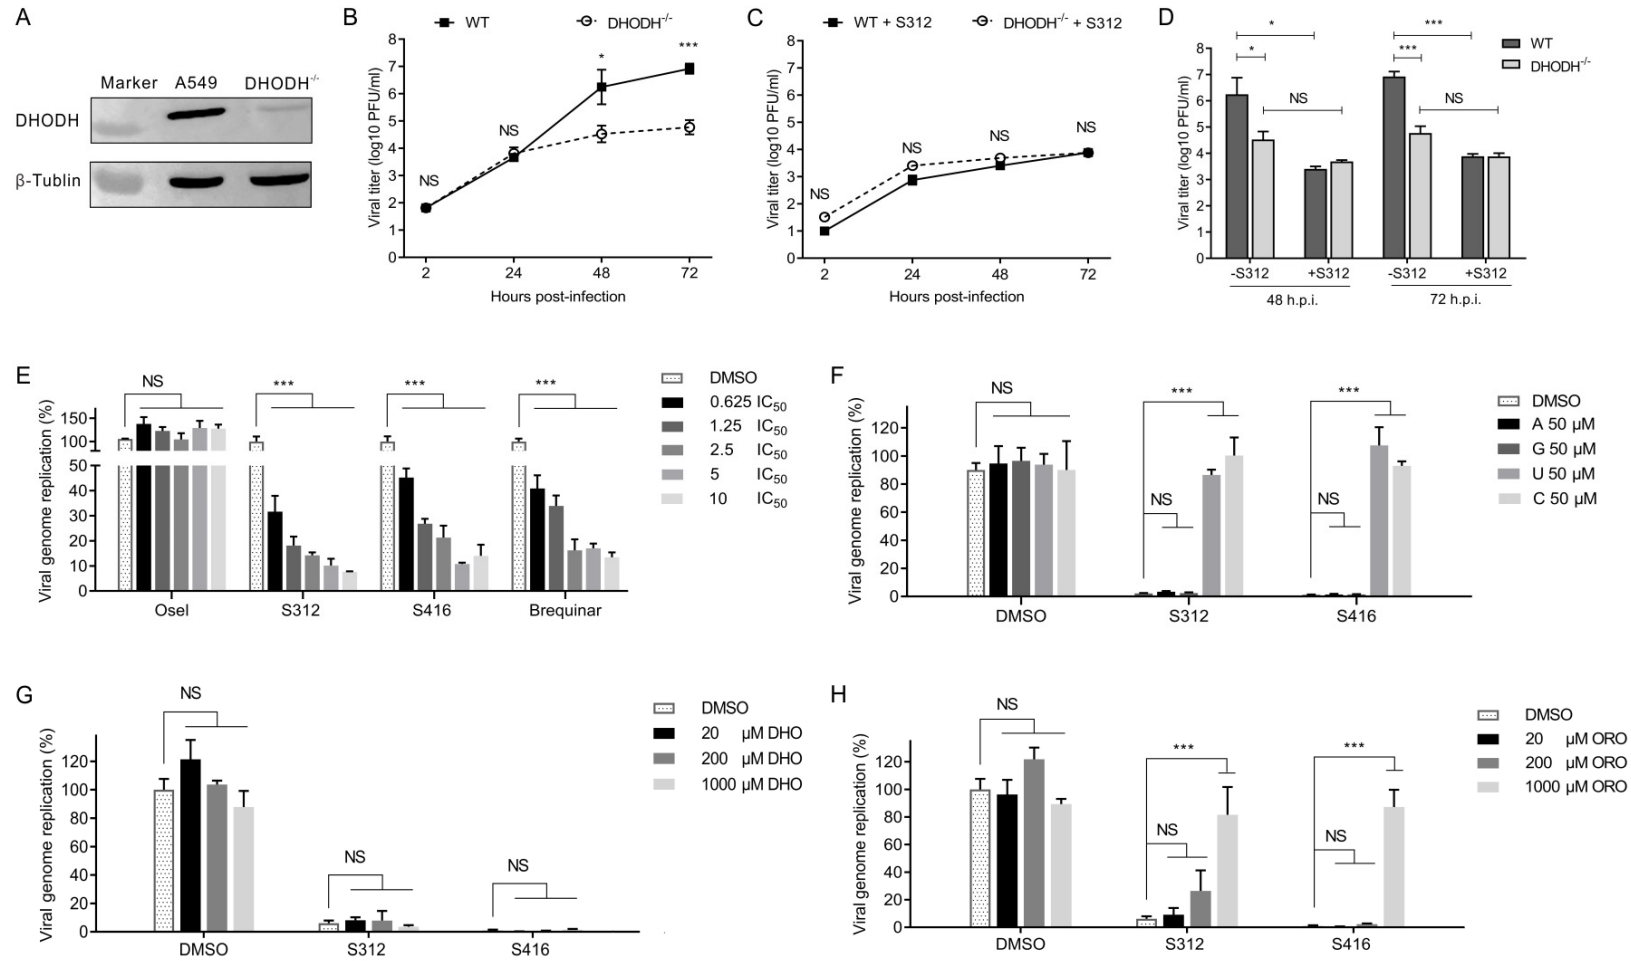 A
Marker A549 DHODH-/-
DHODH
β-Tublin
B
WT DHODH-/-
Viral titer (log10 PFU/ml)
8
7
6
5
4
3
2
1
0
NS NS * ***
2 24 48 72
Hours post-infection
C
WT + S312 DHODH-/- + S312
Viral titer (log10 PFU/ml)
8
7
6
5
4
3
2
1
0
NS NS NS NS
2 24 48 72
Hours post-infection
D
WT
DHODH-/-
Viral titer (log10 PFU/ml)
8
7
6
5
4
3
2
1
0
* ***
* ***
NS NS
-S312 +S312 -S312 +S312
48 h.p.i. 72 h.p.i.
E
Viral genome replication (%)
150
100
50
40
30
20
10
0
NS *** *** ***
Osel S312 S416 Brequinar
DMSO
0.625 IC50
1.25 IC50
2.5 IC50
5 IC50
10 IC50
F
Viral genome replication (%)
120
100
80
60
40
20
0
NS *** ***
NS NS
DMSO S312 S416
DMSO
A 50 µM
G 50 µM
U 50 µM
C 50 µM
G
Viral genome replication (%)
120
100
80
60
40
20
0
NS
NS NS
DMSO S312 S416
DMSO
20 µM DHO
200 µM DHO
1000 µM DHO
H
Viral genome replication (%)
120
100
80
60
40
20
0
NS *** ***
NS NS
DMSO S312 S416
DMSO
20 µM ORO
200 µM ORO
1000 µM ORO